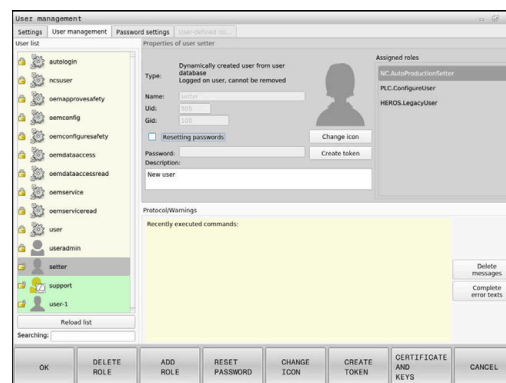 User management
Settings
User management
Password settings
User list
autologin
ncsuser
oemapprovesafety
oemconfig
oemconfiguresafety
oemdataaccess
oemdataaccessread
oemservice
oemserviceread
user
useradmin
setter
support
user-1
Reload list
Searching:
Properties of user setter
Type:
Dynamically created user from user
database
Logged on user, cannot be removed
Name:
setter
Uid:
Gid:
100
Resetting passwords
Change icon
Password:
Create token
Description:
New user
Assigned roles
NC.AutoProductionSetter
PLC.ConfigureUser
HEROS.LegacyUser
Protocol/Warnings
Recently executed commands:
Delete
messages
Complete
error texts
OK
DELETE
ROLE
ADD
ROLE
RESET
PASSWORD
CHANGE
ICON
CREATE
TOKEN
CERTIFICATE
AND
KEYS
CANCEL